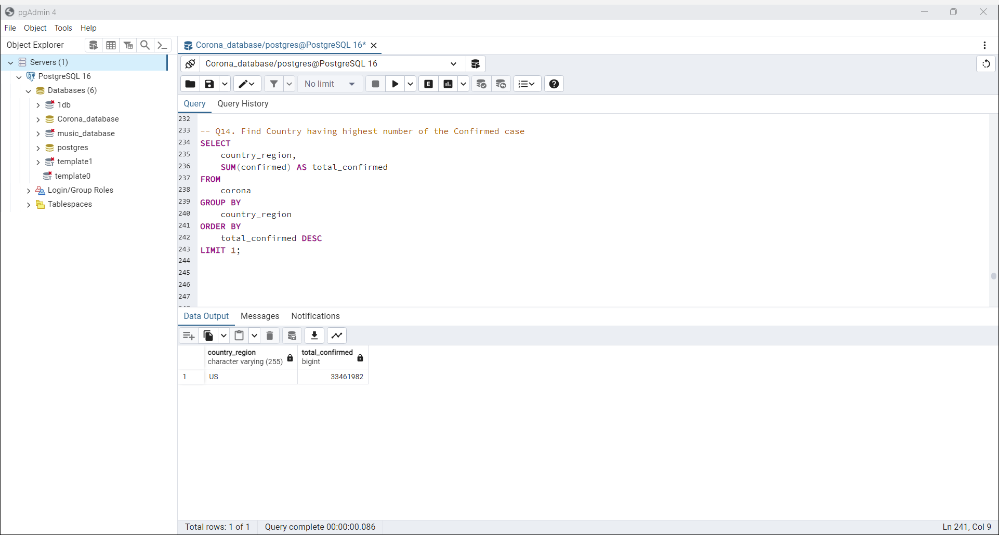 pgAdmin 4
File Object Tools Help
Object Explorer
Servers (1)
PostgreSQL 16
Databases (6)
1db
Corona_database
music_database
postgres
template1
template0
Login/Group Roles
Tablespaces
Corona_database/postgres@PostgreSQL 16*
Corona_database/postgres@PostgreSQL 16
No limit
E
Query Query History
232
233 -- Q14. Find Country having highest number of the Confirmed case
234 SELECT
235 country_region,
236 SUM(confirmed) AS total_confirmed
237 FROM
238 corona
239 GROUP BY
240 country_region
241 ORDER BY
242 total_confirmed DESC
243 LIMIT 1;
244
245
246
247
Data Output Messages Notifications
country_region total_confirmed
character varying (255) bigint
1 US 33461982
Total rows: 1 of 1 Query complete 00:00:00.086 Ln 241, Col 9